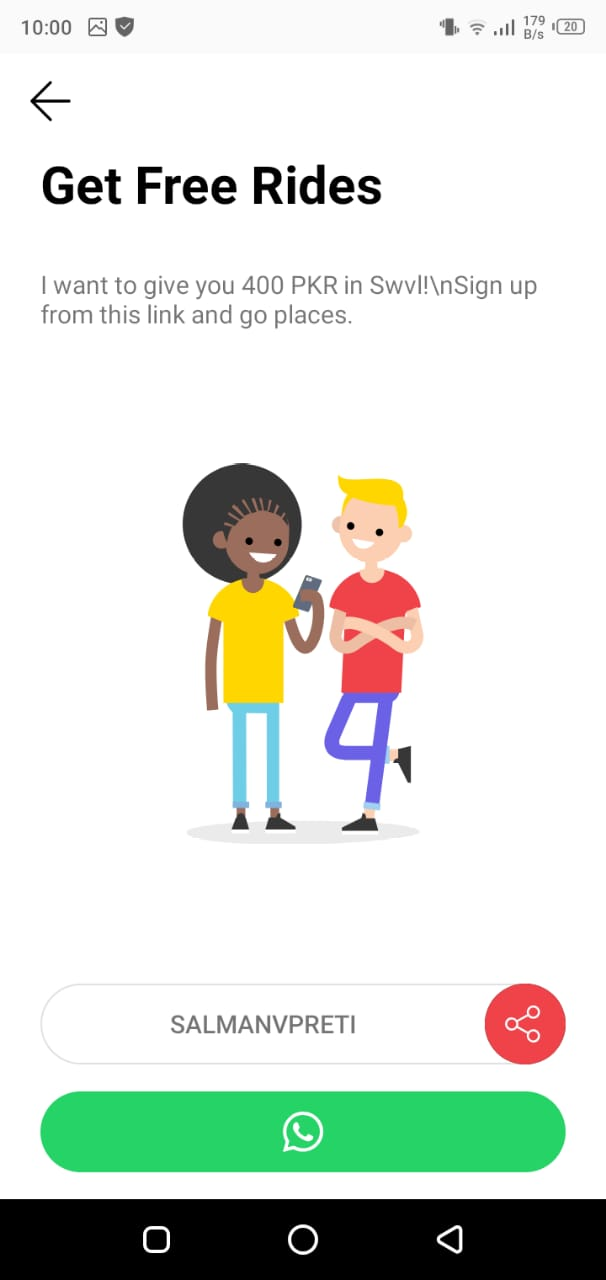 10:00
179
B/s
20
Get Free Rides
I want to give you 400 PKR in Swvl!\nSign up
from this link and go places.
SALMANVPRETI